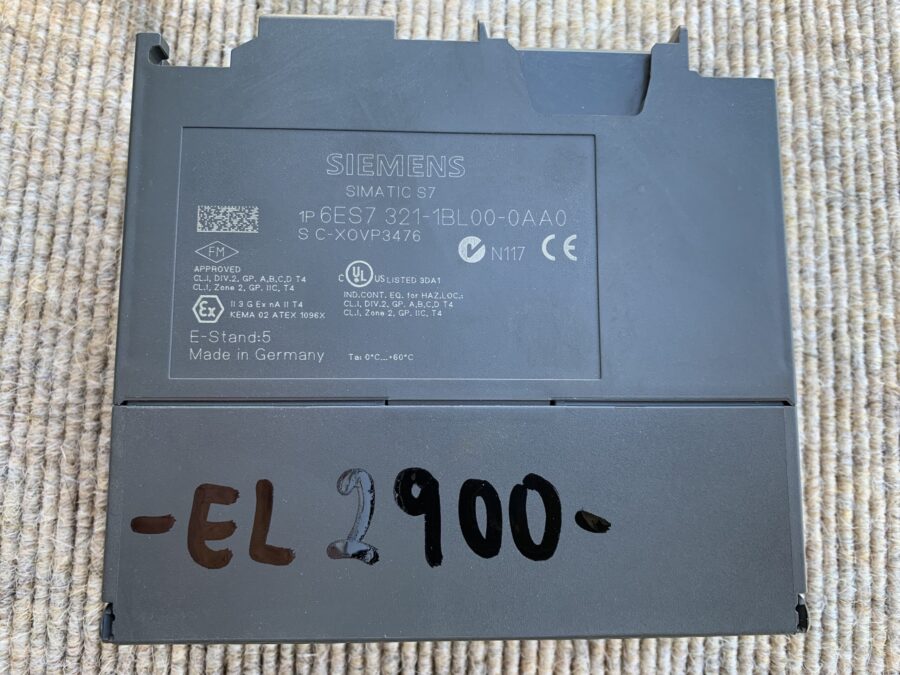 SIEMENS
SIMATIC S7
1P 6ES7 321-1BL00-0AA0
S C-X0VP3476
N117 CE
FM
APPROVED
CL.I, DIV.2, GP. A,B,C,D T4
CL.I, Zone 2, GP. IIC, T4
C UL US LISTED 3DA1
IND.CONT. EQ. for HAZ.LOC.:
CL.I, DIV.2, GP. A,B,C,D T4
CL.I, Zone 2, GP. IIC, T4
Ex II 3 G Ex nA II T4
KEMA 02 ATEX 1096X
E-Stand:5
Made in Germany
Ta: 0°C...+60°C
-EL 2900-